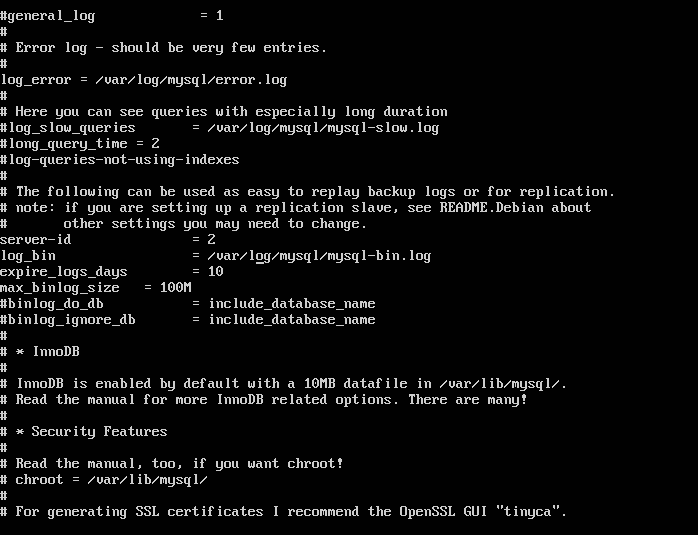 #general_log             = 1
#
# Error log - should be very few entries.
#
log_error = /var/log/mysql/error.log
#
# Here you can see queries with especially long duration
#log_slow_queries       = /var/log/mysql/mysql-slow.log
#long_query_time = 2
#log-queries-not-using-indexes
#
# The following can be used as easy to replay backup logs or for replication.
# note: if you are setting up a replication slave, see README.Debian about
#       other settings you may need to change.
server-id               = 2
log_bin                 = /var/log/mysql/mysql-bin.log
expire_logs_days        = 10
max_binlog_size   = 100M
#binlog_do_db           = include_database_name
#binlog_ignore_db       = include_database_name
#
# * InnoDB
#
# InnoDB is enabled by default with a 10MB datafile in /var/lib/mysql/.
# Read the manual for more InnoDB related options. There are many!
#
# * Security Features
#
# Read the manual, too, if you want chroot!
# chroot = /var/lib/mysql/
#
# For generating SSL certificates I recommend the OpenSSL GUI "tinyca".